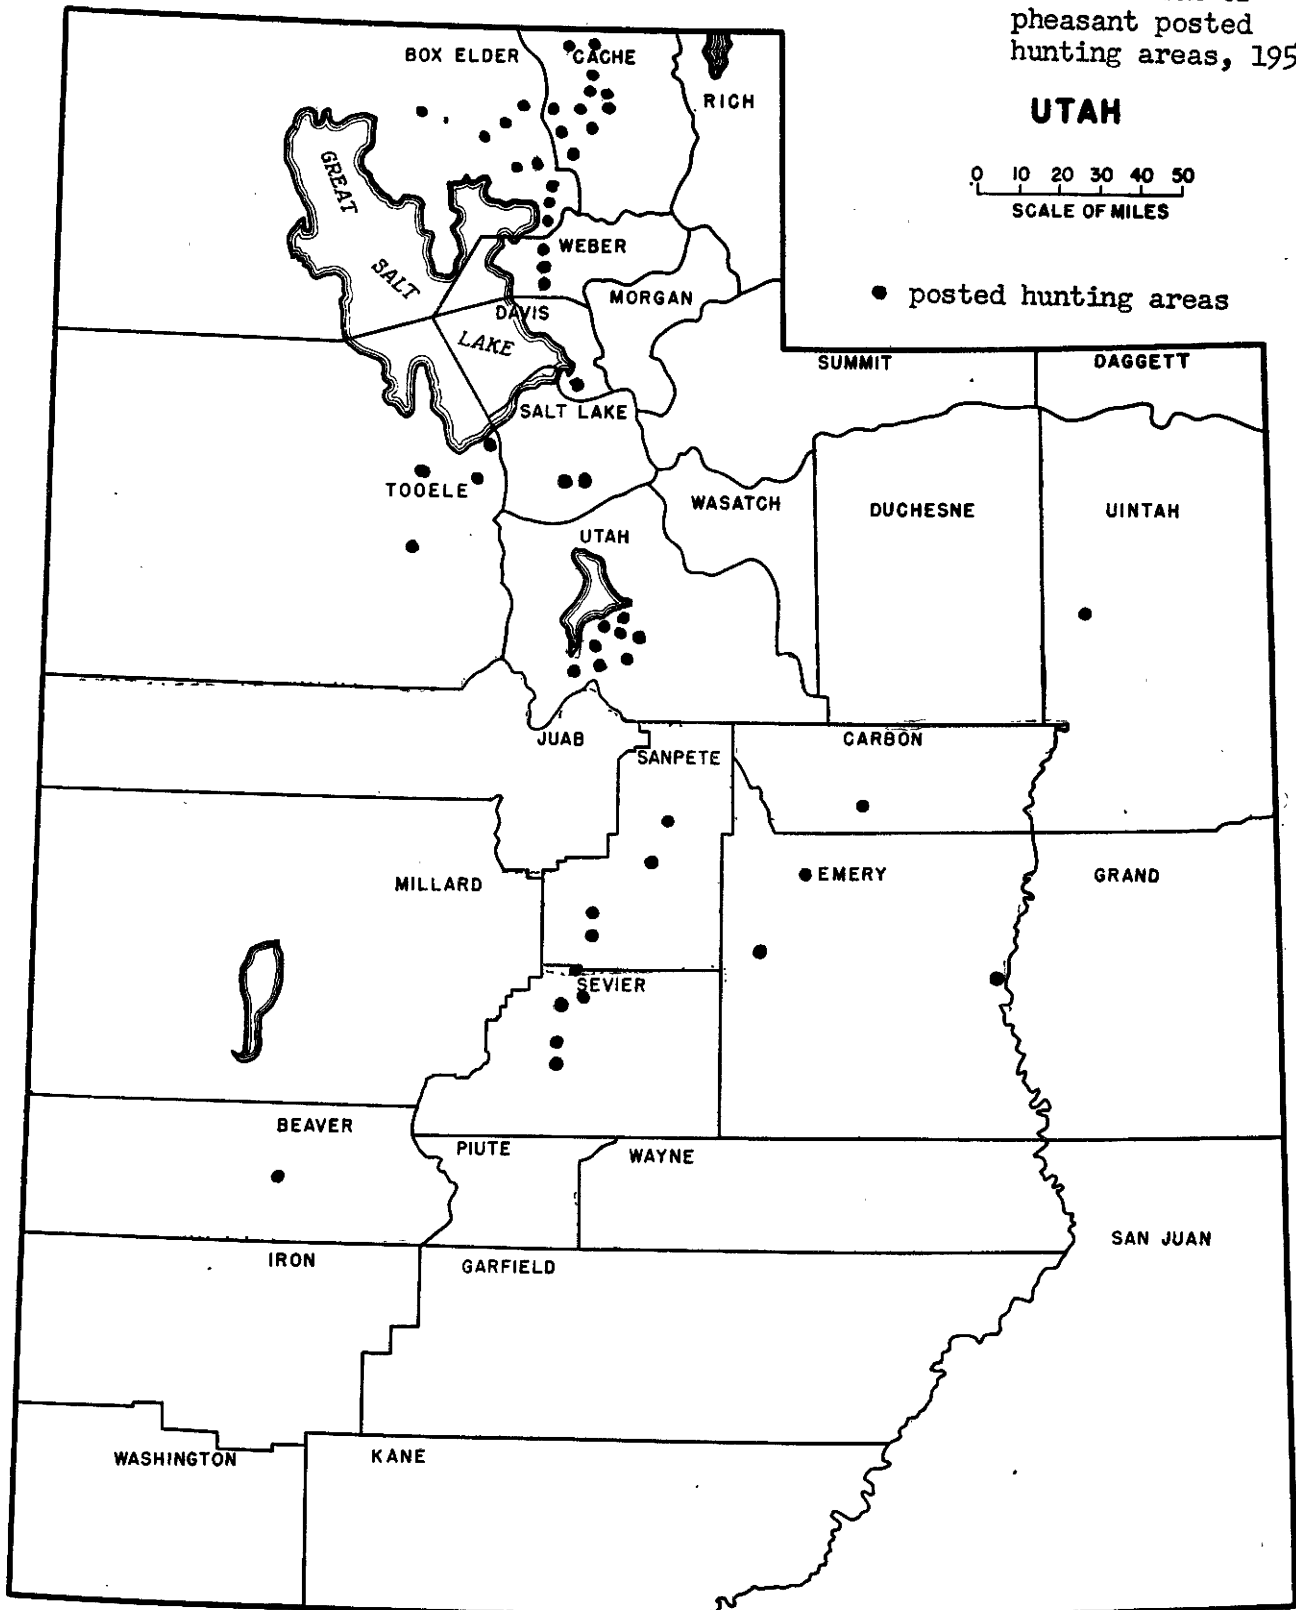 pheasant posted
hunting areas, 195
UTAH
0 10 20 30 40 50
SCALE OF MILES
● posted hunting areas
BOX ELDER
CACHE
RICH
GREAT
SALT
LAKE
WEBER
MORGAN
DAVIS
SUMMIT
DAGGETT
SALT LAKE
TOOELE
WASATCH
DUCHESNE
UINTAH
UTAH
JUAB
SANPETE
CARBON
MILLARD
EMERY
GRAND
SEVIER
BEAVER
PIUTE
WAYNE
SAN JUAN
IRON
GARFIELD
WASHINGTON
KANE